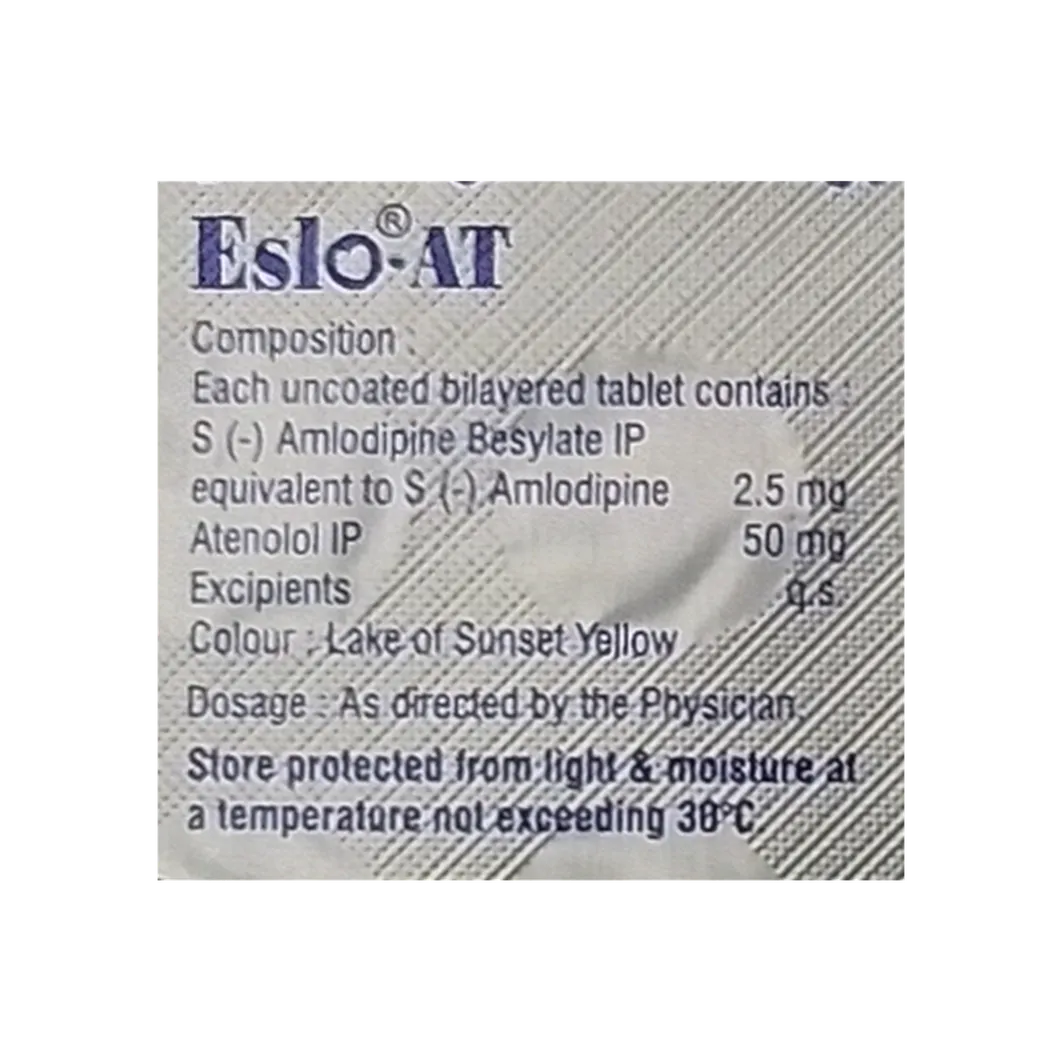 Eslo®-AT
Composition :
Each uncoated bilayered tablet contains :
S (-) Amlodipine Besylate IP
equivalent to S (-) Amlodipine 2.5 mg
Atenolol IP 50 mg
Excipients q.s.
Colour : Lake of Sunset Yellow
Dosage : As directed by the Physician.
Store protected from light & moisture at
a temperature not exceeding 30°C.